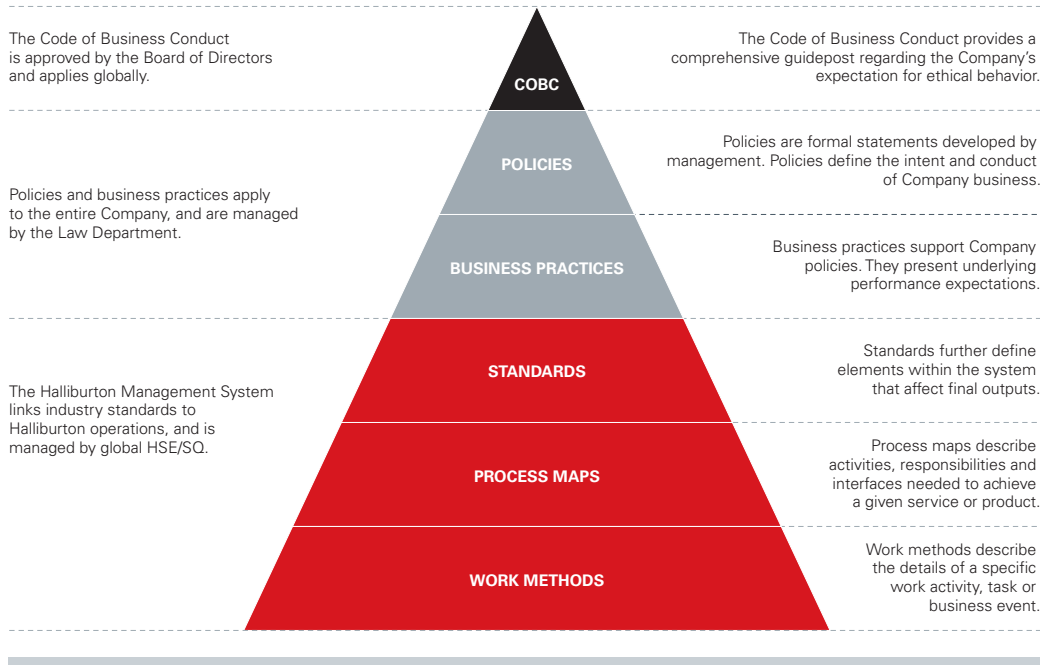 The Code of Business Conduct
is approved by the Board of Directors
and applies globally.
COBC
The Code of Business Conduct provides a
comprehensive guidepost regarding the Company's
expectation for ethical behavior.
POLICIES
Policies are formal statements developed by
management. Policies define the intent and conduct
of Company business.
Policies and business practices apply
to the entire Company, and are managed
by the Law Department.
BUSINESS PRACTICES
Business practices support Company
policies. They present underlying
performance expectations.
STANDARDS
Standards further define
elements within the system
that affect final outputs.
The Halliburton Management System
links industry standards to
Halliburton operations, and is
managed by global HSE/SQ.
PROCESS MAPS
Process maps describe
activities, responsibilities and
interfaces needed to achieve
a given service or product.
WORK METHODS
Work methods describe
the details of a specific
work activity, task or
business event.